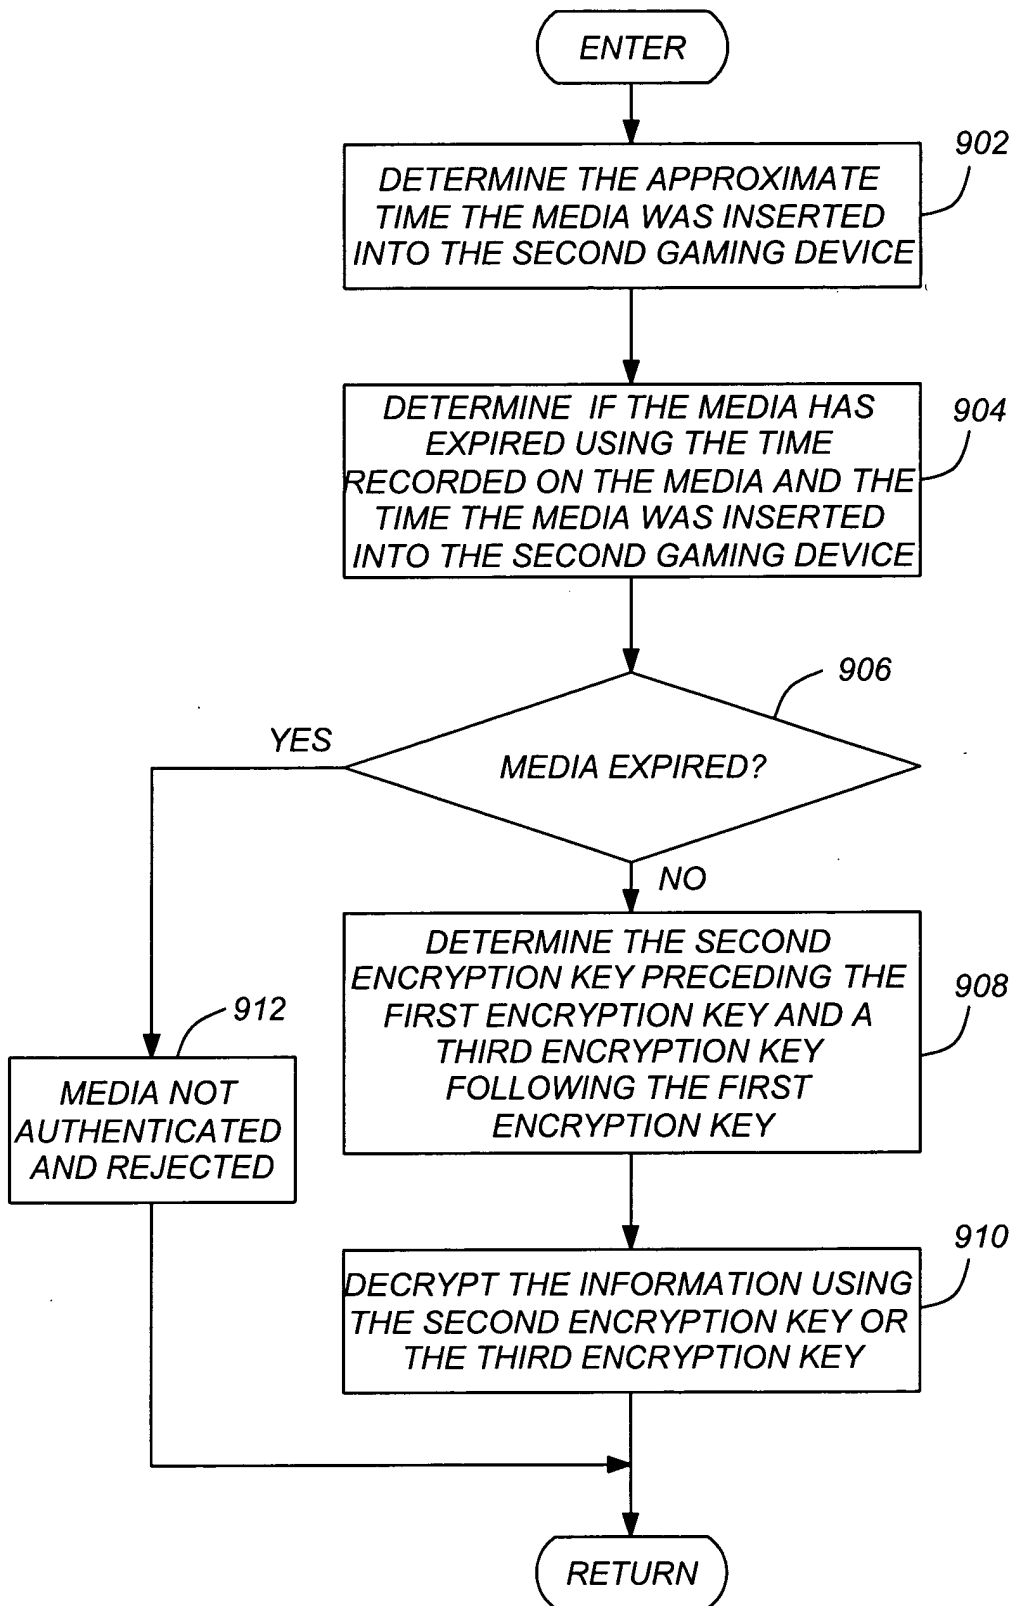 ENTER
902
DETERMINE THE APPROXIMATE
TIME THE MEDIA WAS INSERTED
INTO THE SECOND GAMING DEVICE
904
DETERMINE IF THE MEDIA HAS
EXPIRED USING THE TIME
RECORDED ON THE MEDIA AND THE
TIME THE MEDIA WAS INSERTED
INTO THE SECOND GAMING DEVICE
906
YES
MEDIA EXPIRED?
NO
908
DETERMINE THE SECOND
ENCRYPTION KEY PRECEDING THE
FIRST ENCRYPTION KEY AND A
THIRD ENCRYPTION KEY
FOLLOWING THE FIRST
ENCRYPTION KEY
912
MEDIA NOT
AUTHENTICATED
AND REJECTED
910
DECRYPT THE INFORMATION USING
THE SECOND ENCRYPTION KEY OR
THE THIRD ENCRYPTION KEY
RETURN